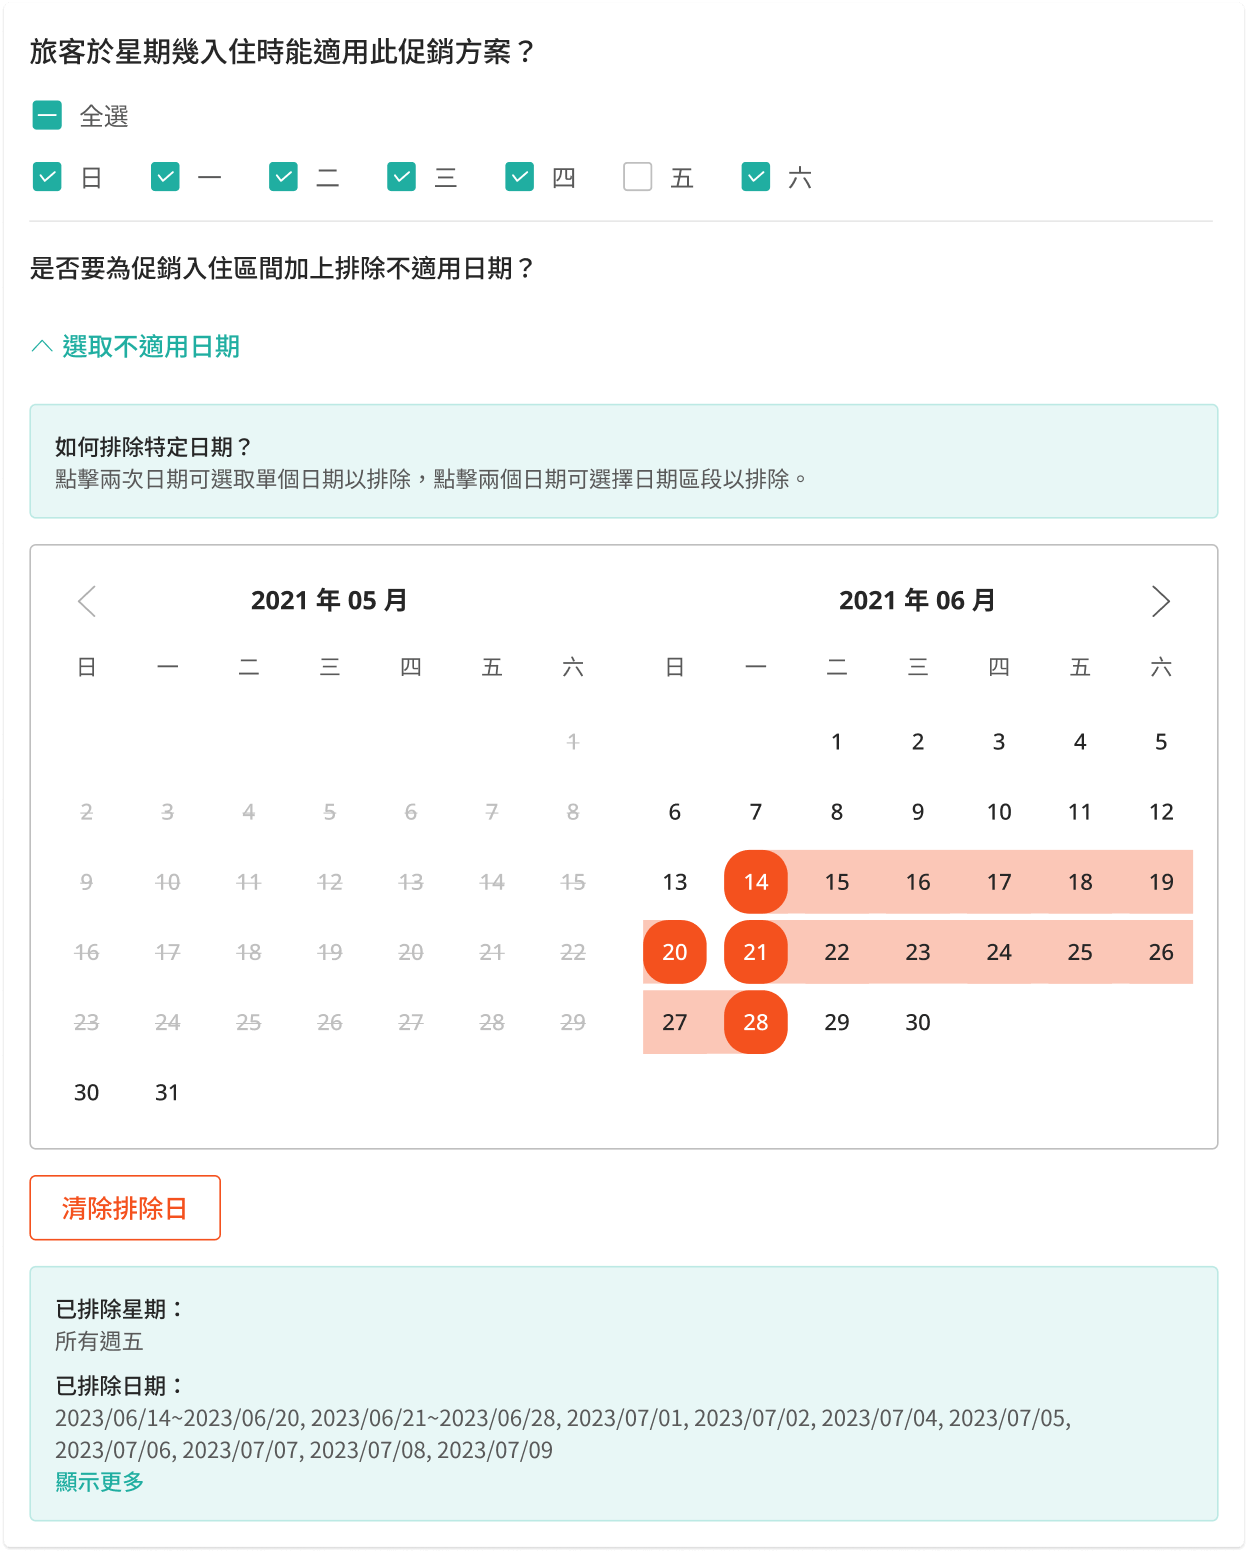 旅客於星期幾入住時能適用此促銷方案？
全選
日 一 二 三 四 五 六
是否要為促銷入住區間加上排除不適用日期？
選取不適用日期
如何排除特定日期？
點擊兩次日期可選取單個日期以排除，點擊兩個日期可選擇日期區段以排除。
2021 年 05 月
日 一 二 三 四 五 六
1
2 3 4 5 6 7 8
9 10 11 12 13 14 15
16 17 18 19 20 21 22
23 24 25 26 27 28 29
30 31
2021 年 06 月
日 一 二 三 四 五 六
1 2 3 4 5
6 7 8 9 10 11 12
13 14 15 16 17 18 19
20 21 22 23 24 25 26
27 28 29 30
清除排除日
已排除星期：
所有週五
已排除日期：
2023/06/14~2023/06/20, 2023/06/21~2023/06/28, 2023/07/01, 2023/07/02, 2023/07/04, 2023/07/05,
2023/07/06, 2023/07/07, 2023/07/08, 2023/07/09
顯示更多